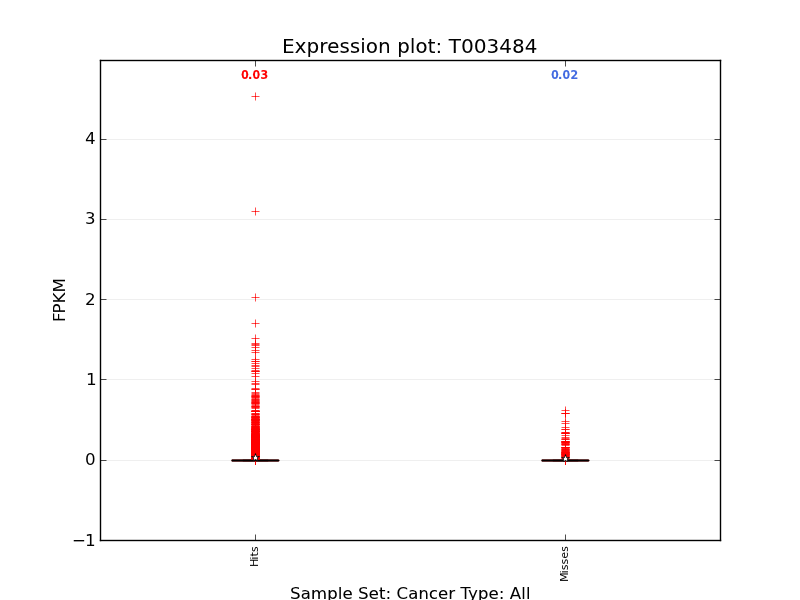 Expression plot: T003484
0.03
0.02
4
3
2
1
0
−1
FPKM
Hits
Misses
Sample Set: Cancer Type: All